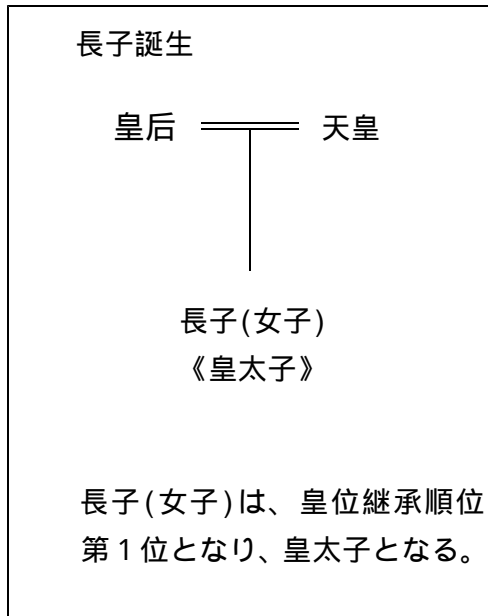 長子誕生
皇后 天皇
長子(女子)
《皇太子》
長子(女子)は、皇位継承順位
第1位となり、皇太子となる。